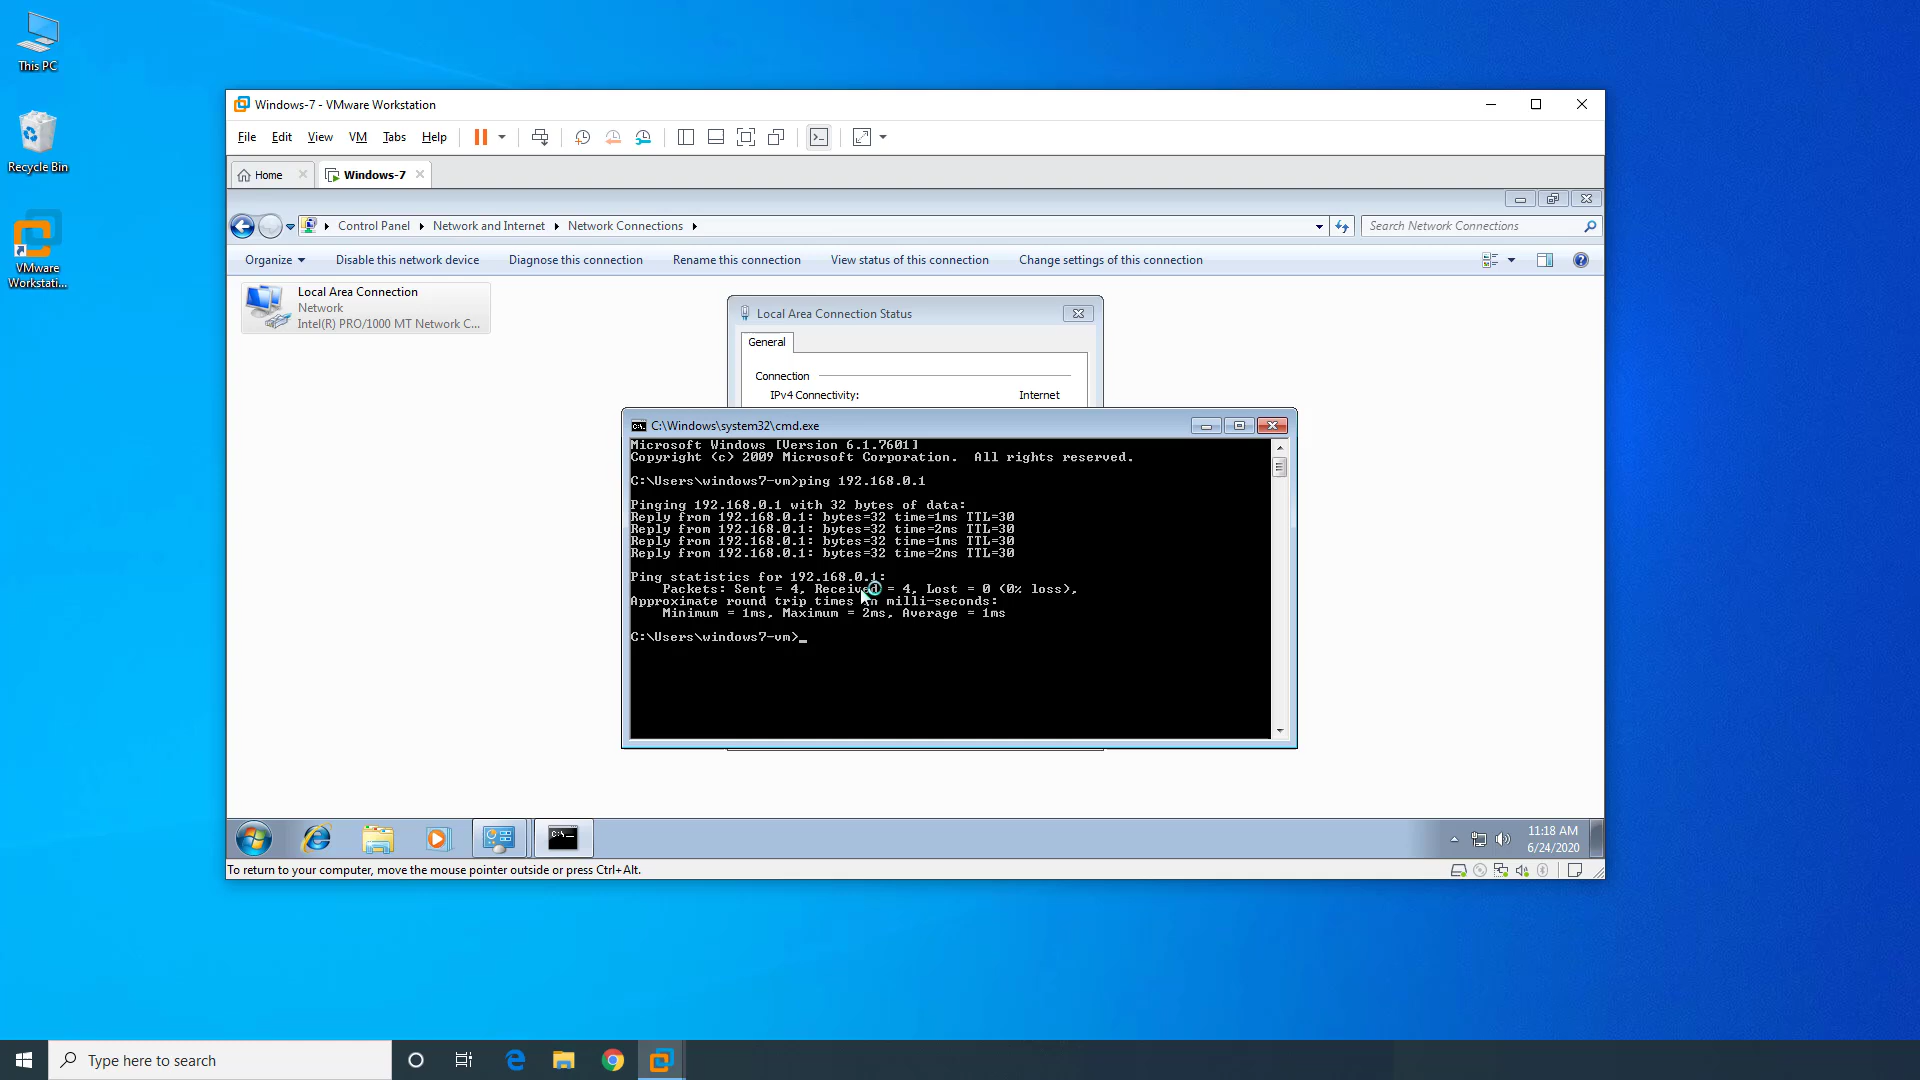 This PC
Recycle Bin
VMware
Workstati...
Windows-7 - VMware Workstation
File Edit View VM Tabs Help
Home
Windows-7
Control Panel Network and Internet Network Connections
Search Network Connections
Organize Disable this network device Diagnose this connection Rename this connection View status of this connection Change settings of this connection
Local Area Connection
Network
Intel(R) PRO/1000 MT Network C...
Local Area Connection Status
General
Connection
IPv4 Connectivity: Internet
C:\Windows\system32\cmd.exe
Microsoft Windows [Version 6.1.7601]
Copyright (c) 2009 Microsoft Corporation.  All rights reserved.
C:\Users\windows7-vm>ping 192.168.0.1
Pinging 192.168.0.1 with 32 bytes of data:
Reply from 192.168.0.1: bytes=32 time=1ms TTL=30
Reply from 192.168.0.1: bytes=32 time=2ms TTL=30
Reply from 192.168.0.1: bytes=32 time=1ms TTL=30
Reply from 192.168.0.1: bytes=32 time=2ms TTL=30
Ping statistics for 192.168.0.1:
Packets: Sent = 4, Received = 4, Lost = 0 (0% loss),
Approximate round trip times in milli-seconds:
Minimum = 1ms, Maximum = 2ms, Average = 1ms
C:\Users\windows7-vm>_
11:18 AM
6/24/2020
To return to your computer, move the mouse pointer outside or press Ctrl+Alt.
Type here to search